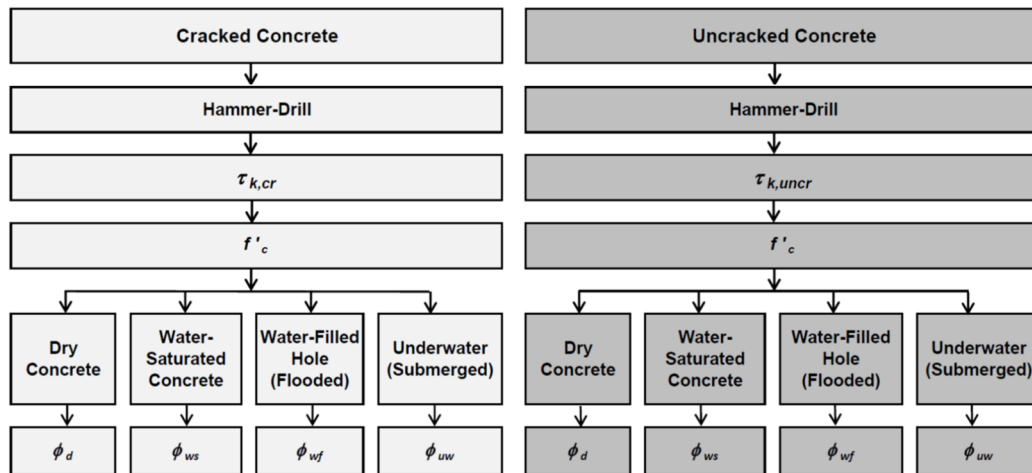 Cracked Concrete
Hammer-Drill
τk,cr
f'c
Dry
Concrete
Water-
Saturated
Concrete
Water-Filled
Hole
(Flooded)
Underwater
(Submerged)
ϕd
ϕws
ϕwf
ϕuw
Uncracked Concrete
Hammer-Drill
τk,uncr
f'c
Dry
Concrete
Water-
Saturated
Concrete
Water-Filled
Hole
(Flooded)
Underwater
(Submerged)
ϕd
ϕws
ϕwf
ϕuw